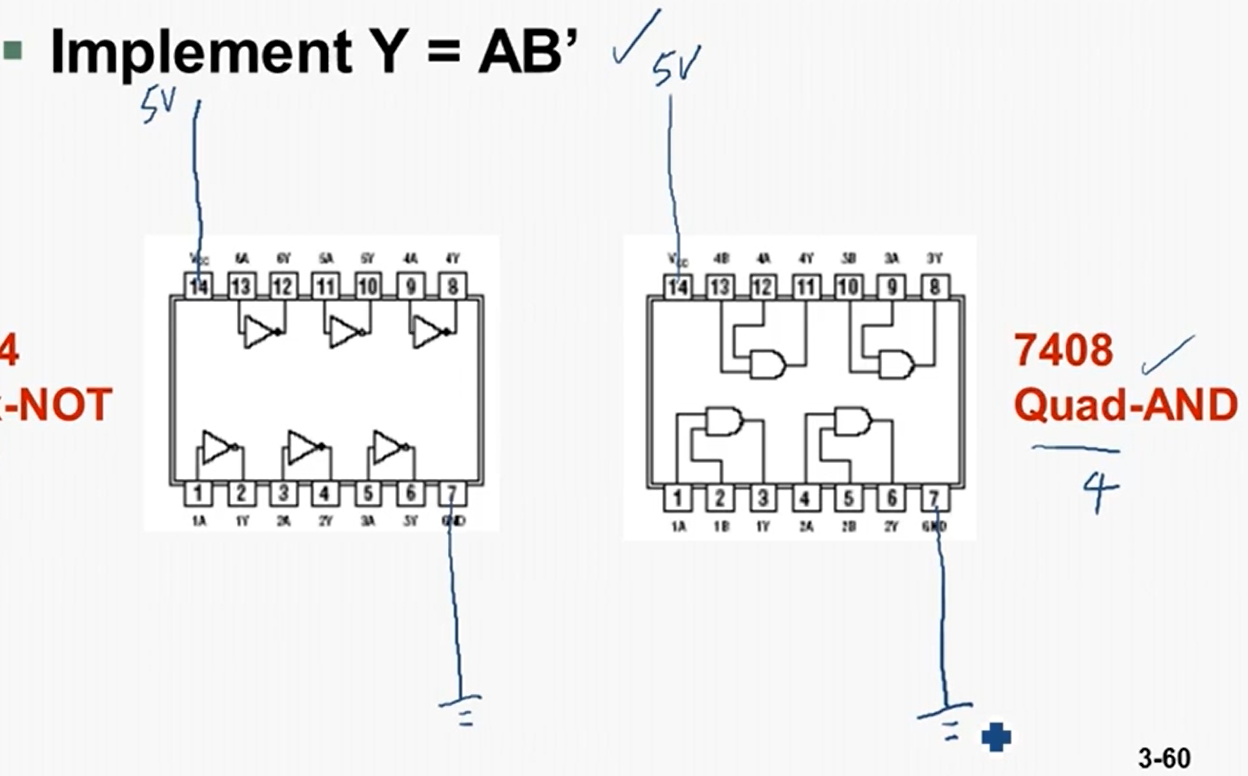 ▪ Implement Y = AB’
5V
5V
Vcc 6A 6Y 5A 5Y 4A 4Y
14 13 12 11 10 9 8
1 2 3 4 5 6 7
1A 1Y 2A 2Y 3A 3Y GND
Vcc 4B 4A 4Y 3B 3A 3Y
14 13 12 11 10 9 8
1 2 3 4 5 6 7
1A 1B 1Y 2A 2B 2Y GND
4
-NOT
7408
Quad-AND
4
3-60